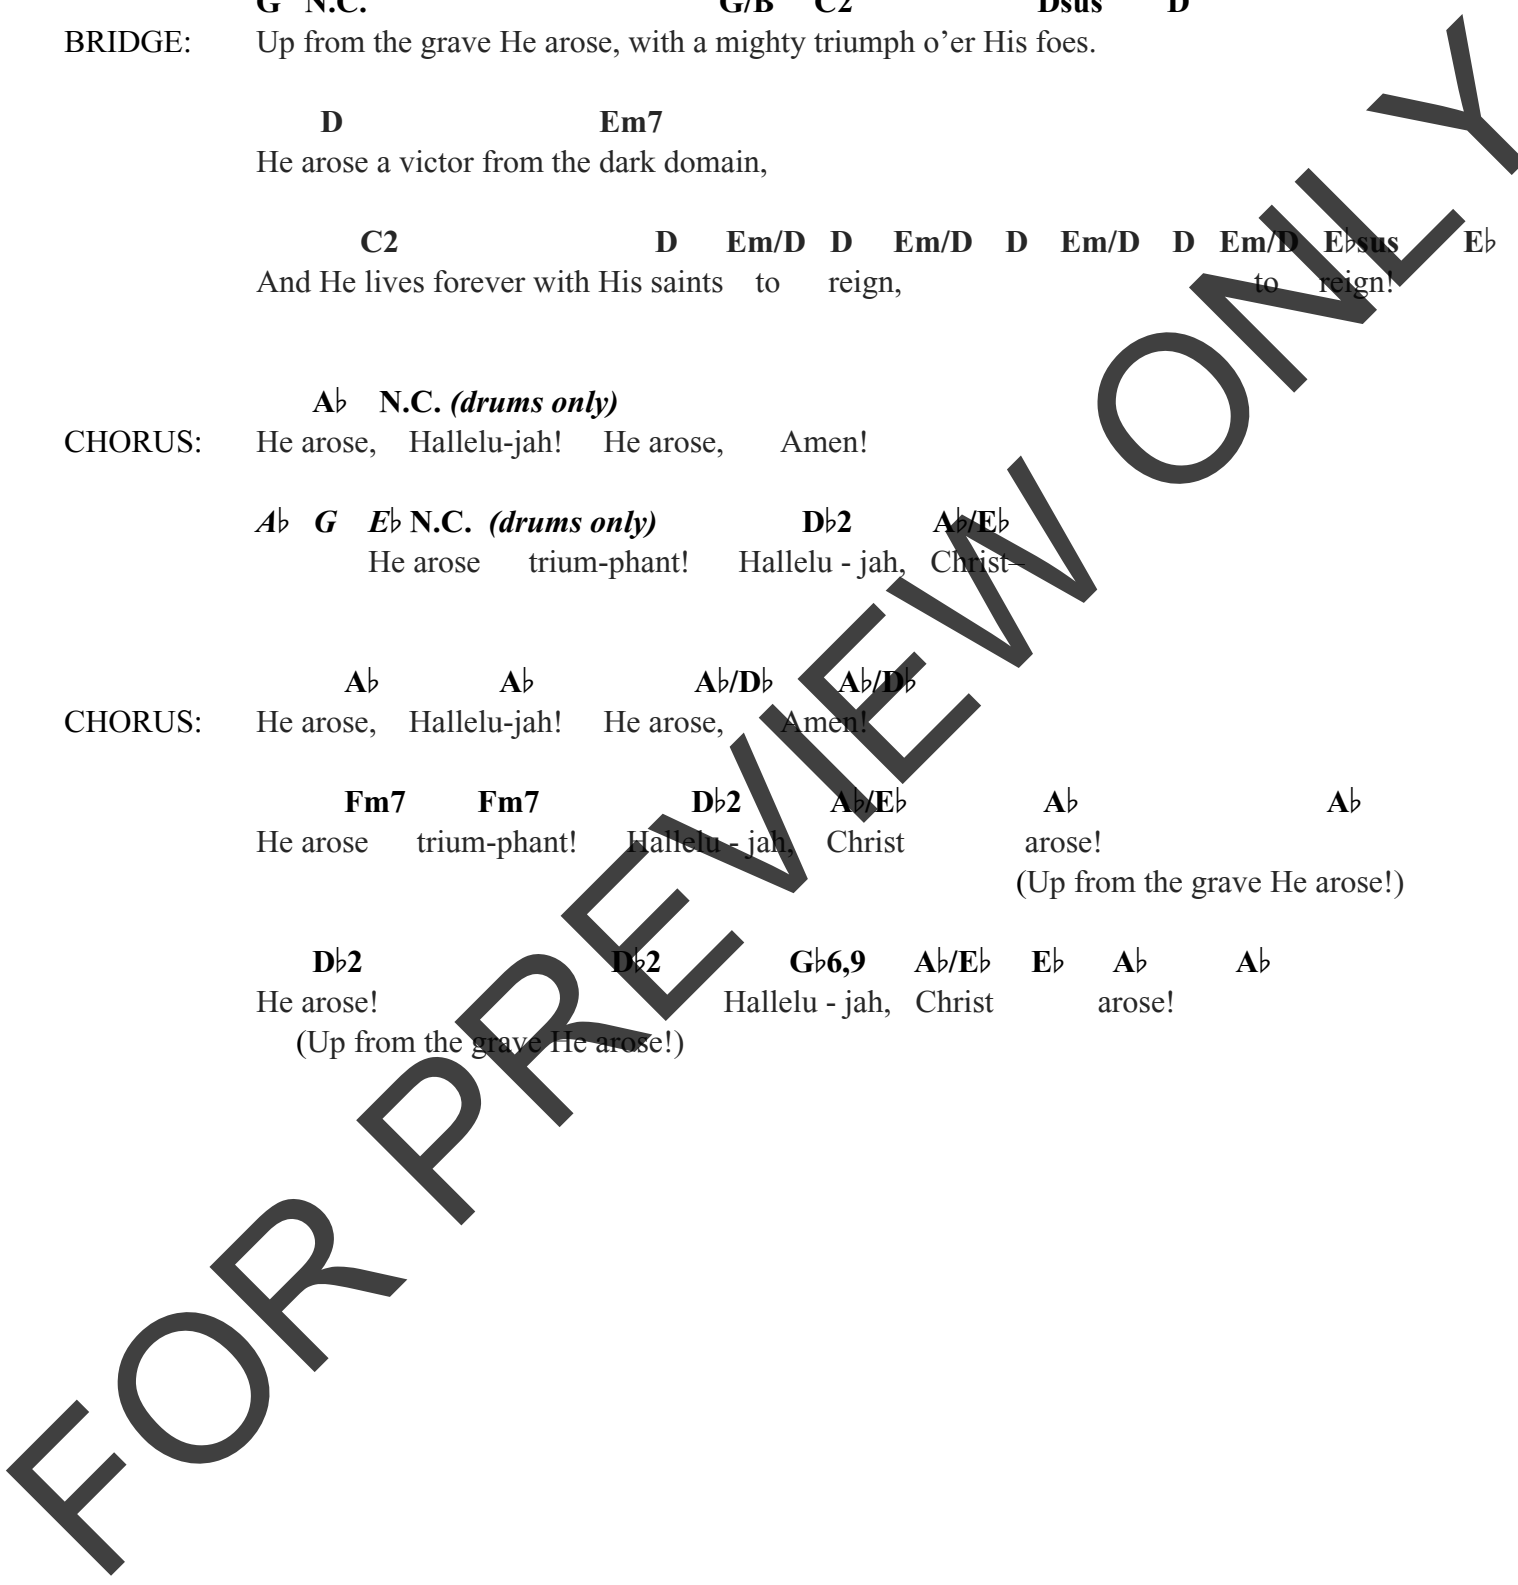 G N.C. G/B C2 Dsus D
BRIDGE: Up from the grave He arose, with a mighty triumph o’er His foes.
D Em7
He arose a victor from the dark domain,
C2 D Em/D D Em/D D Em/D D Em/D E♭sus E♭
And He lives forever with His saints to reign, to reign!
A♭ N.C. (drums only)
CHORUS: He arose, Hallelu-jah! He arose, Amen!
A♭ G E♭ N.C. (drums only) D♭2 A♭/E♭
He arose trium-phant! Hallelu - jah, Christ–
A♭ A♭ A♭/D♭ A♭/D♭
CHORUS: He arose, Hallelu-jah! He arose, Amen!
Fm7 Fm7 D♭2 A♭/E♭ A♭ A♭
He arose trium-phant! Hallelu - jah, Christ arose!
(Up from the grave He arose!)
D♭2 D♭2 G♭6,9 A♭/E♭ E♭ A♭ A♭
He arose! Hallelu - jah, Christ arose!
(Up from the grave He arose!)
FOR PREVIEW ONLY